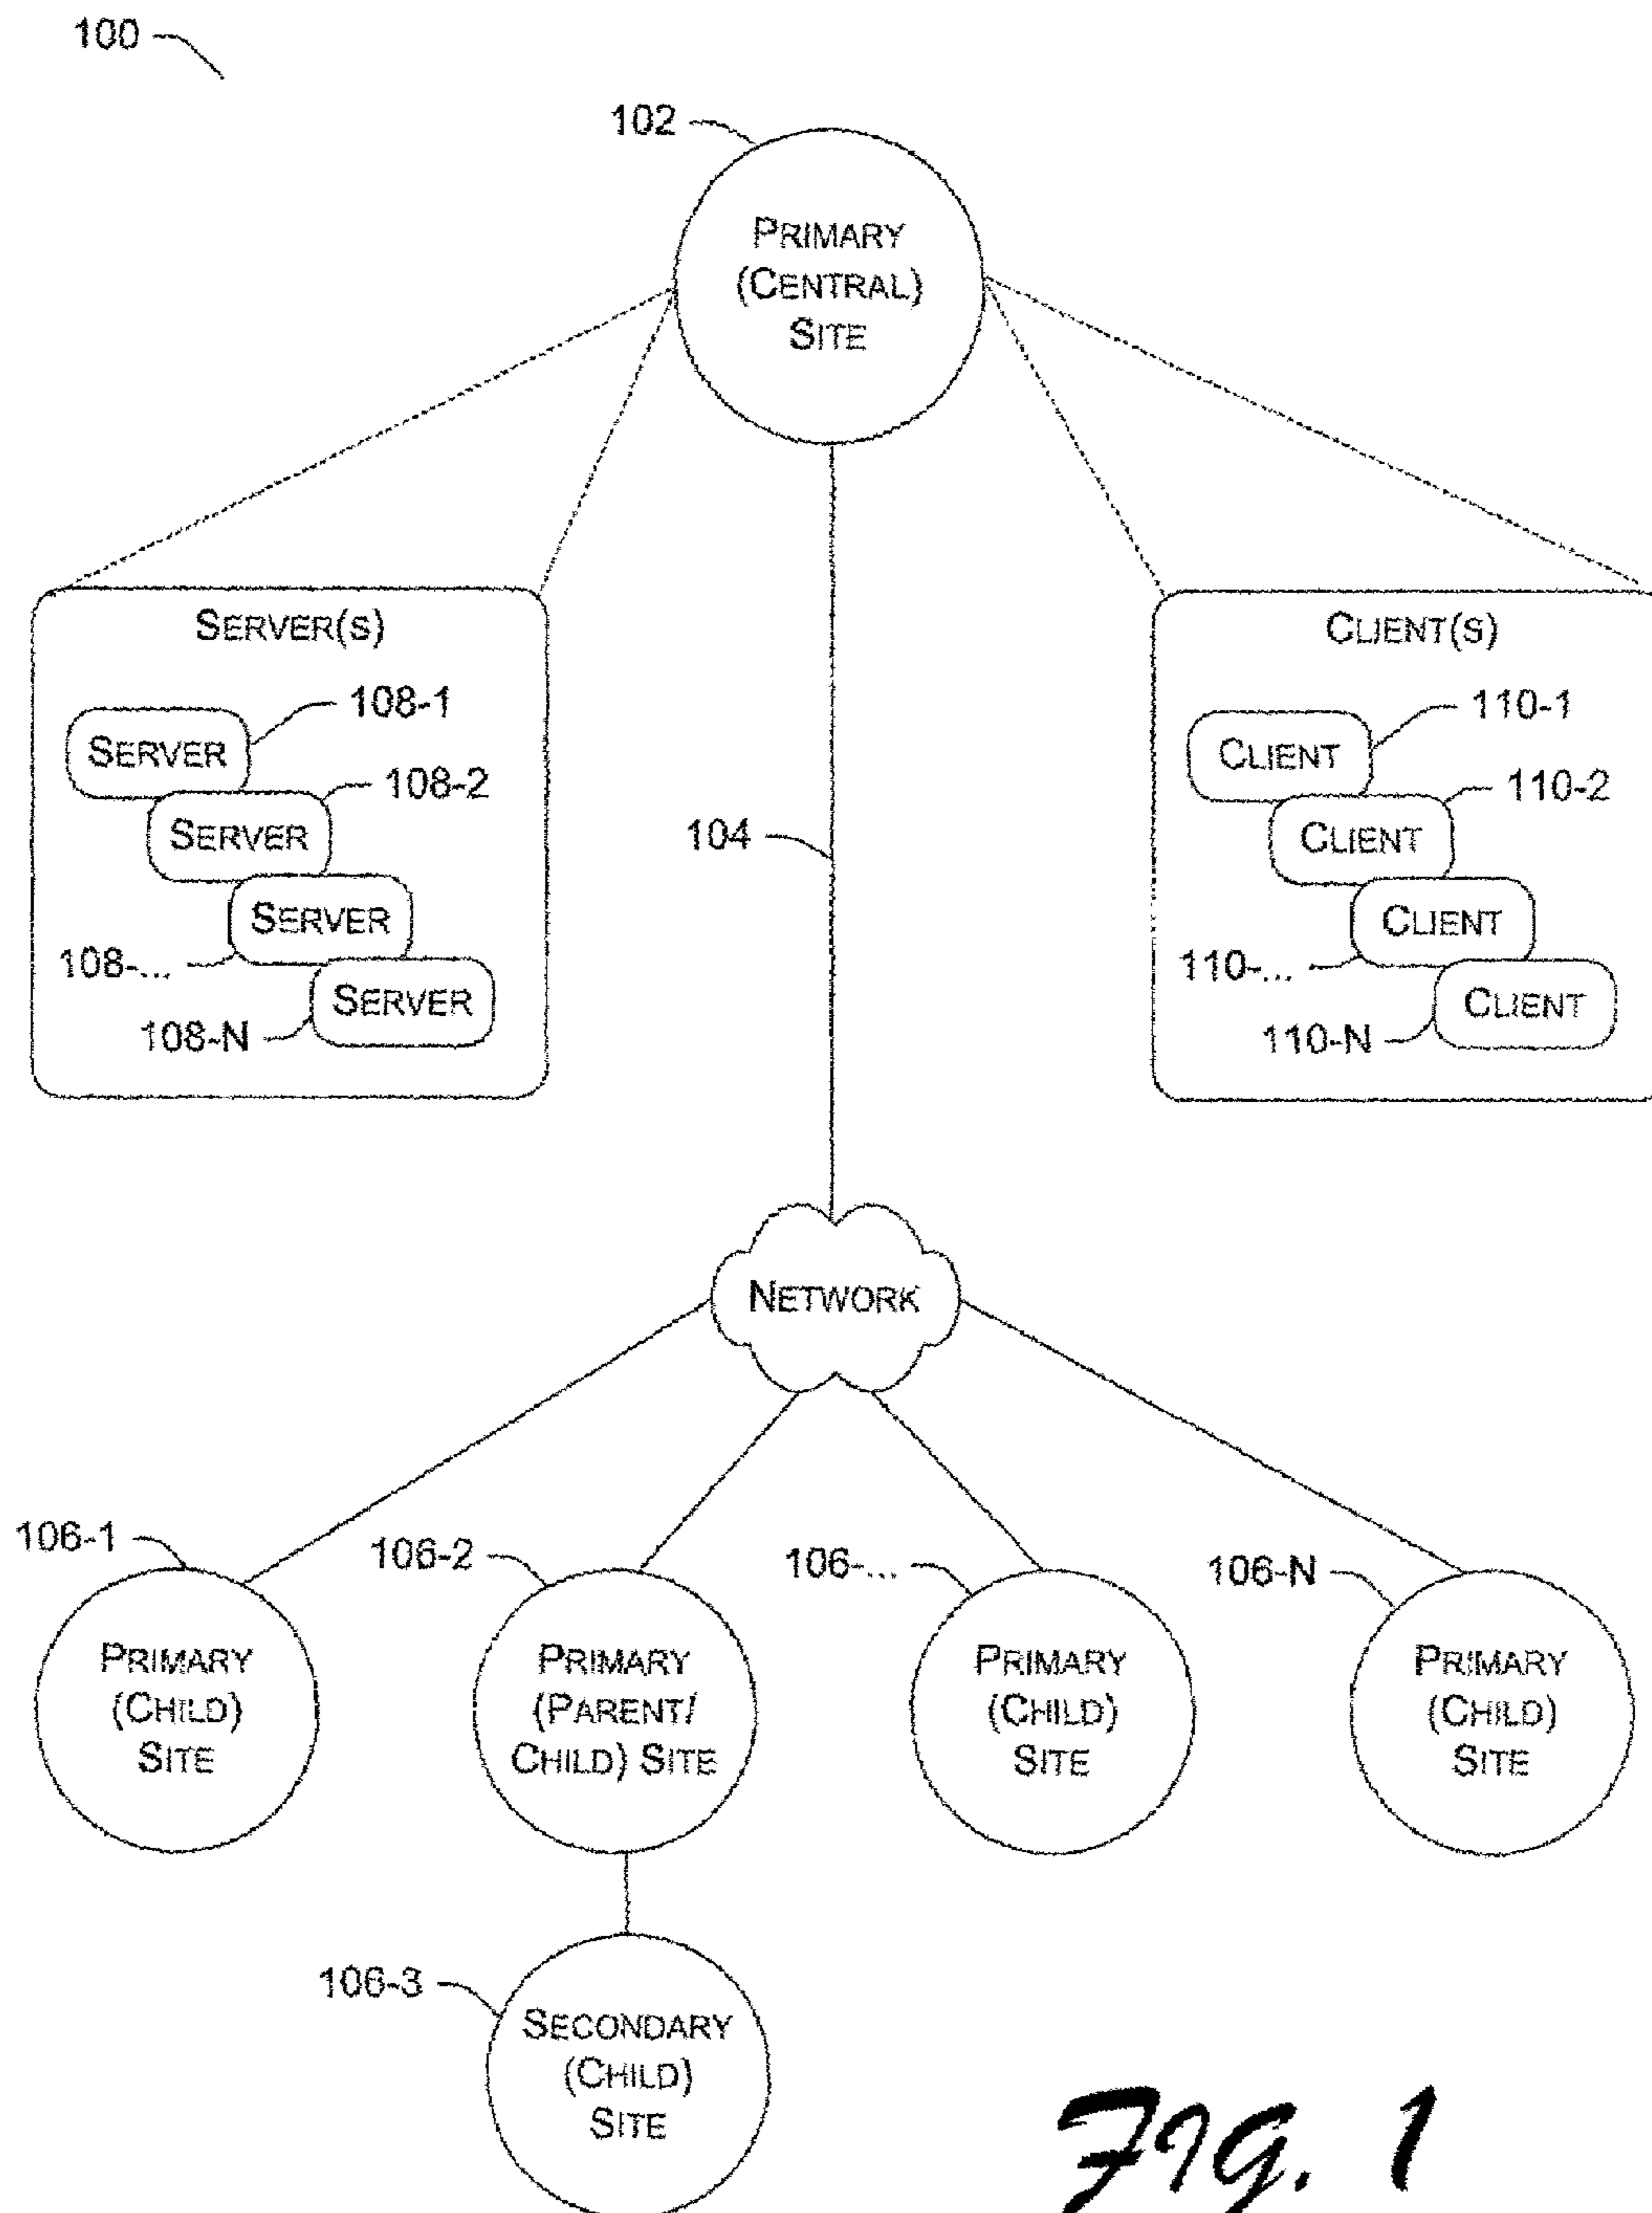 100
102
PRIMARY
(CENTRAL)
SITE
SERVER(S)
108-1
SERVER
108-2
SERVER
SERVER
108-...
SERVER
108-N
CLIENT(S)
110-1
CLIENT
110-2
CLIENT
CLIENT
110-...
CLIENT
110-N
104
NETWORK
106-1
PRIMARY
(CHILD)
SITE
106-2
PRIMARY
(PARENT/
CHILD) SITE
106-...
PRIMARY
(CHILD)
SITE
106-N
PRIMARY
(CHILD)
SITE
106-3
SECONDARY
(CHILD)
SITE
FIG. 1